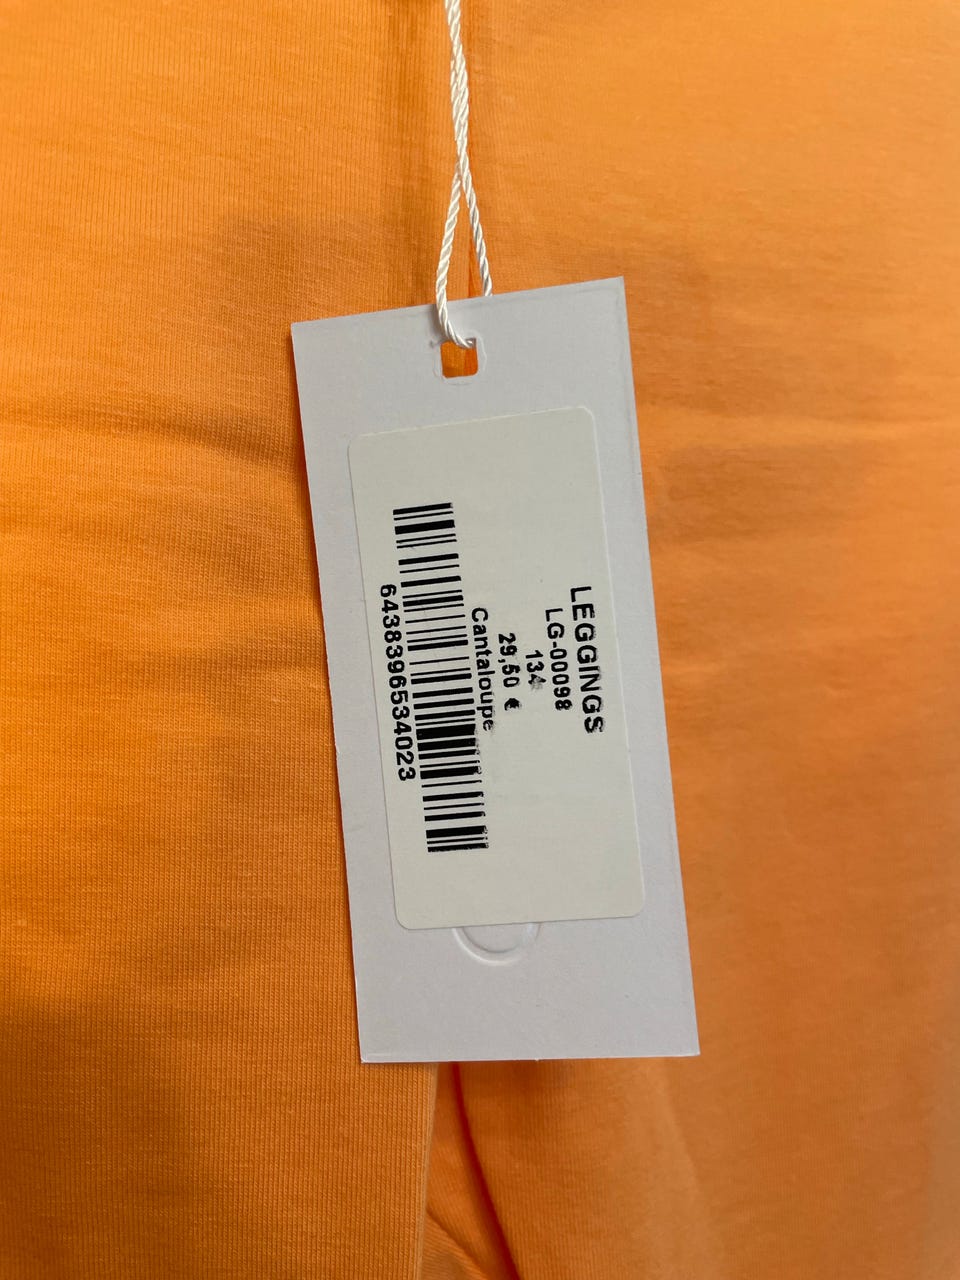 LEGGINGS
LG-00098
134
29,50 €
Cantaloupe
6438396534023